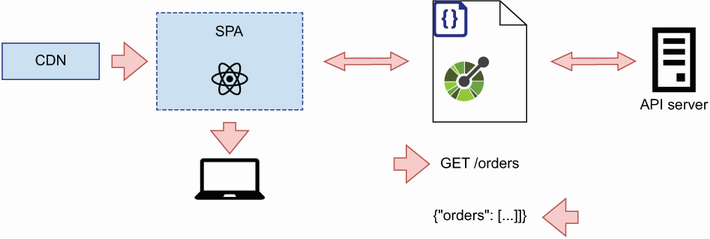 SPA
CDN
{}
API server
GET /orders
{"orders": [...]]}